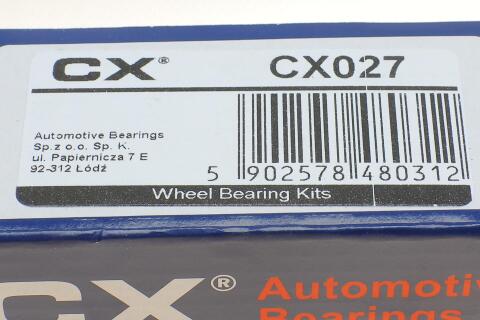 CX® CX027
Automotive Bearings
Sp.z o.o. Sp. K.
ul. Papiernicza 7 E
92-312 Łódź
5 902578 480312
Wheel Bearing Kits
CX® Automotive
Bearings